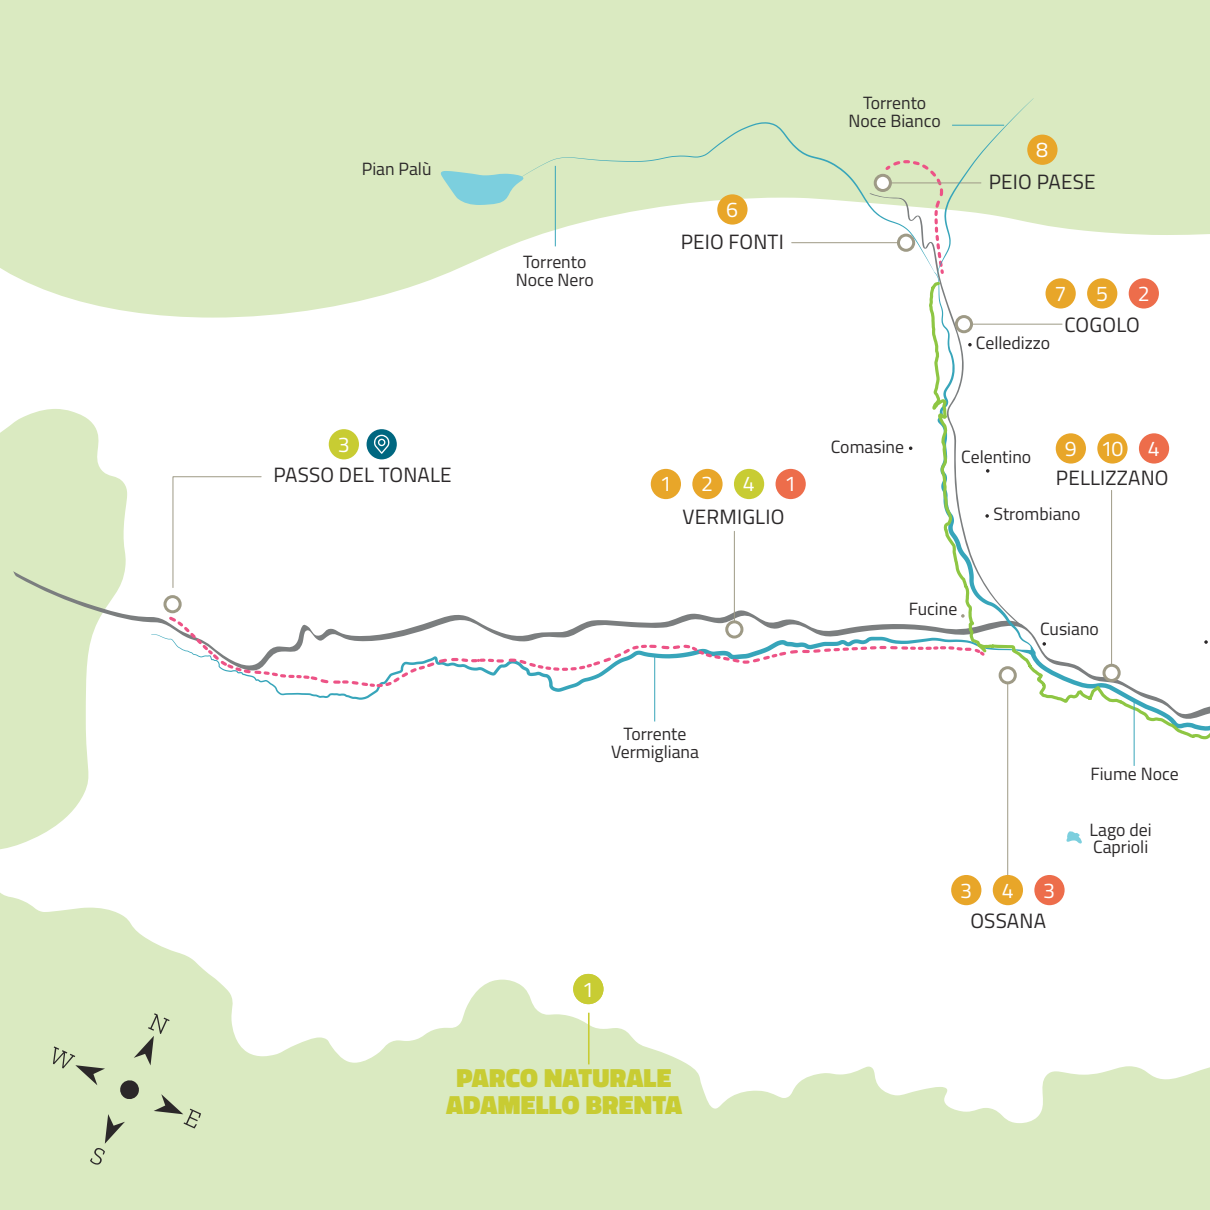 Torrento
Noce Bianco
8
PEIO PAESE
Pian Palù
6
PEIO FONTI
Torrento
Noce Nero
7 5 2
COGOLO
Celledizzo
3
PASSO DEL TONALE
Comasine
Celentino
9 10 4
PELLIZZANO
1 2 4 1
VERMIGLIO
Strombiano
Fucine
Cusiano
Torrente
Vermigliana
Fiume Noce
Lago dei
Caprioli
3 4 3
OSSANA
1
PARCO NATURALE
ADAMELLO BRENTA
N
W
E
S